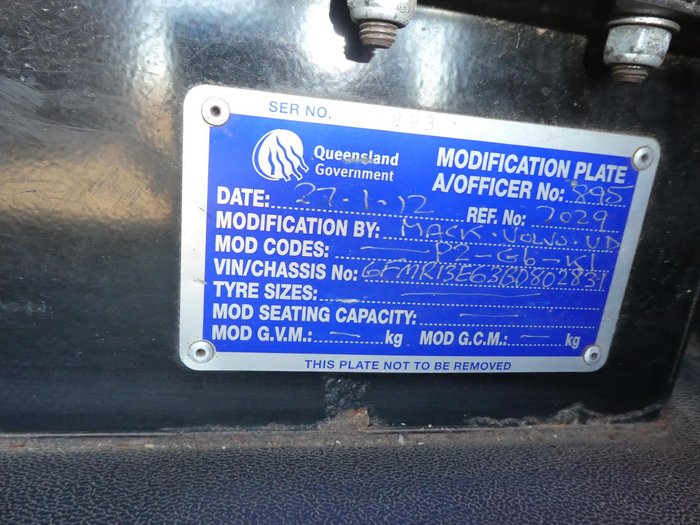 SER NO. 893
Queensland
Government
MODIFICATION PLATE
A/OFFICER No: 895
DATE: 27.1.12 REF. No: 7029
MODIFICATION BY: MACK.VOLVO.UD
MOD CODES: — P2-G6-K1
VIN/CHASSIS No:
TYRE SIZES: —
MOD SEATING CAPACITY: —
MOD G.V.M.: — kg MOD G.C.M.: — kg
THIS PLATE NOT TO BE REMOVED